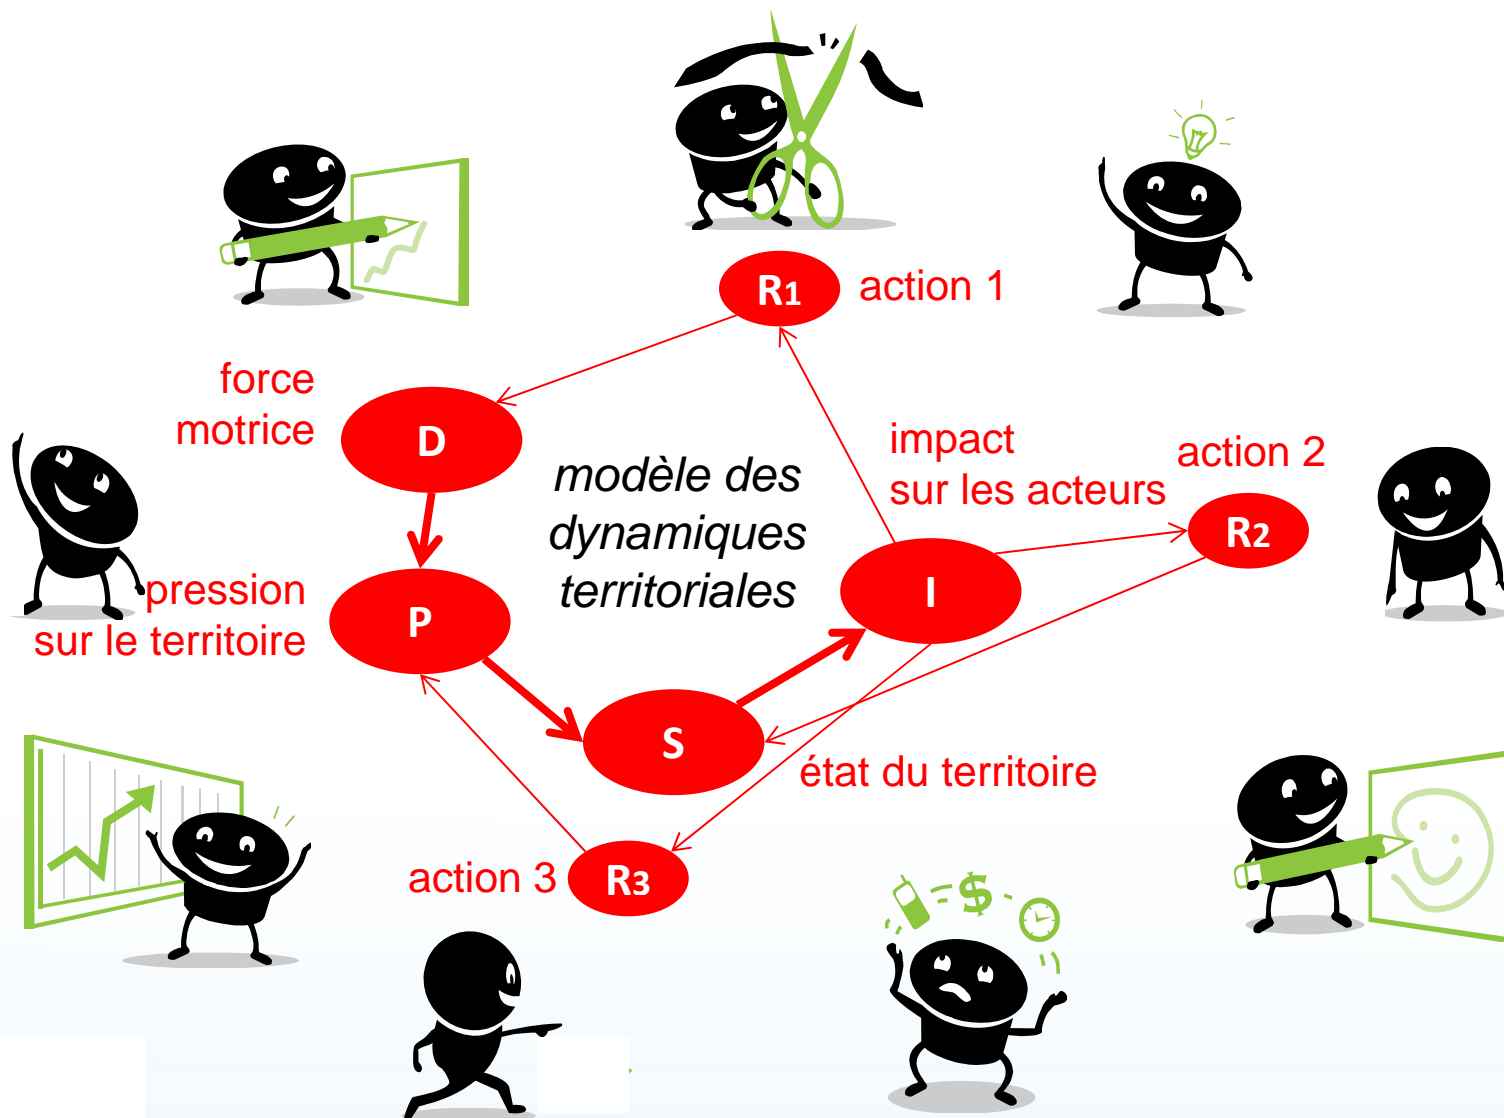 R1 action 1
force
motrice
D
modèle des
dynamiques
territoriales
impact
sur les acteurs
action 2
R2
pression
sur le territoire
P
I
S
état du territoire
action 3 R3
$